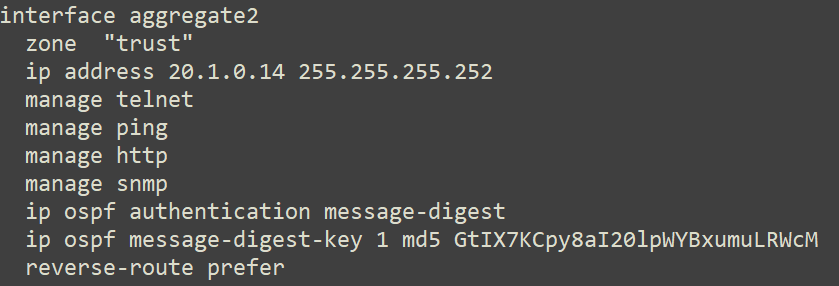 interface aggregate2
zone "trust"
ip address 20.1.0.14 255.255.255.252
manage telnet
manage ping
manage http
manage snmp
ip ospf authentication message-digest
ip ospf message-digest-key 1 md5 GtIX7KCpy8aI20lpWYBxumuLRWcM
reverse-route prefer